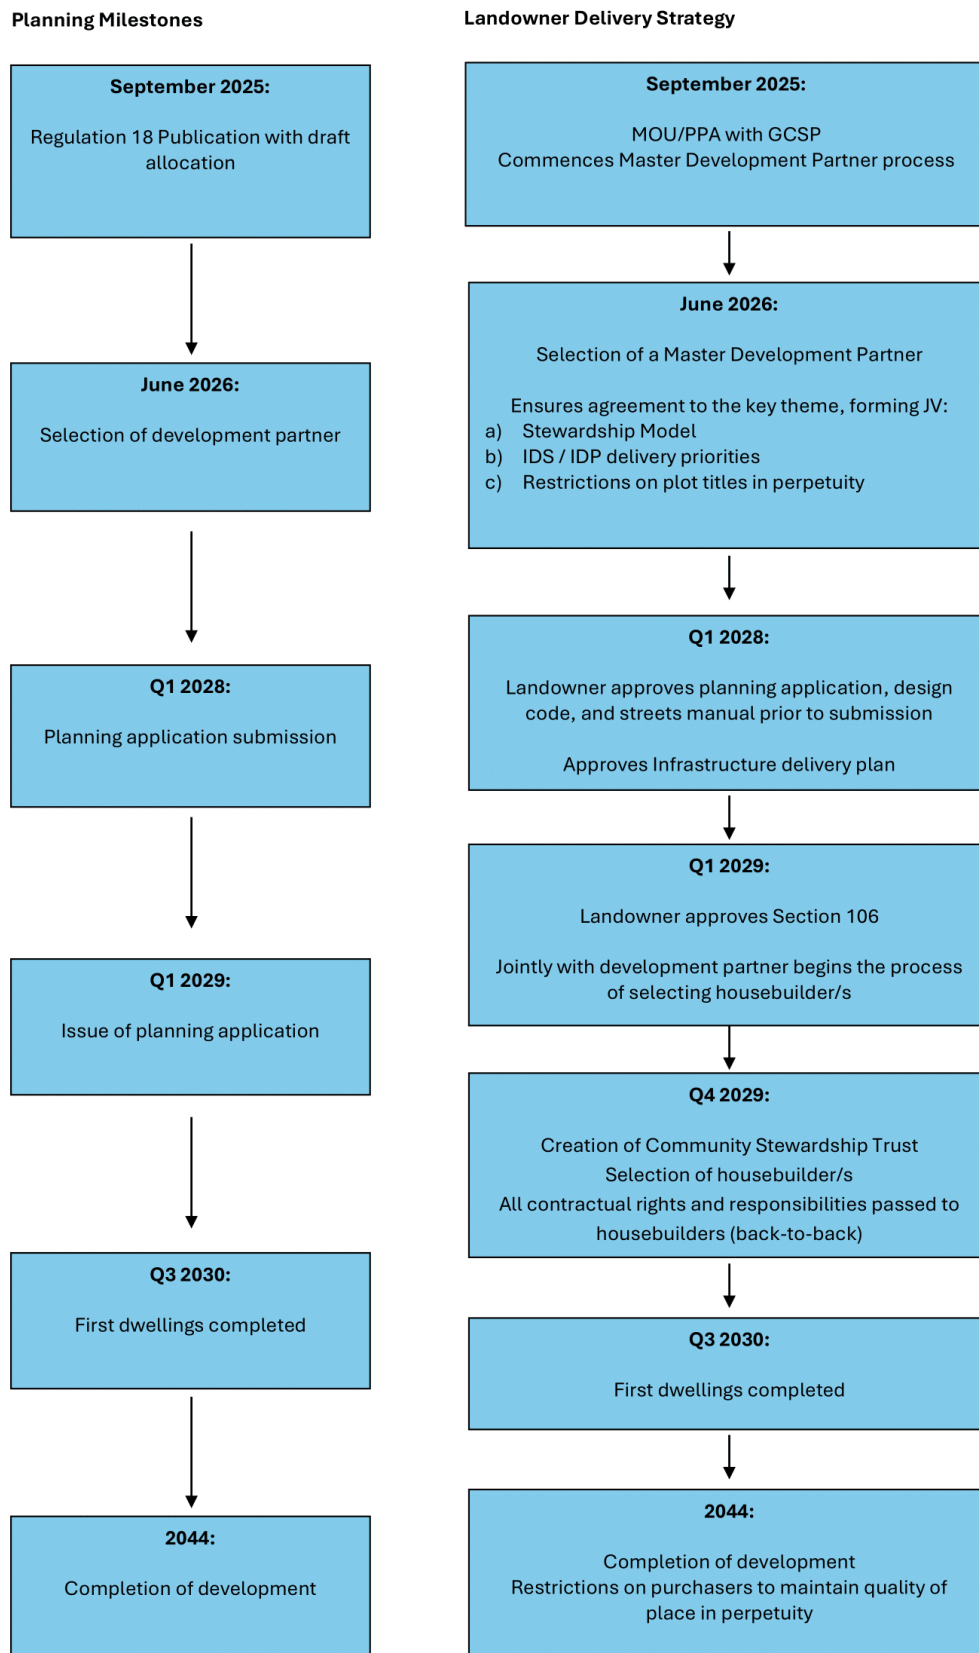 Planning Milestones
September 2025:
Regulation 18 Publication with draft
allocation
June 2026:
Selection of development partner
Q1 2028:
Planning application submission
Q1 2029:
Issue of planning application
Q3 2030:
First dwellings completed
2044:
Completion of development
Landowner Delivery Strategy
September 2025:
MOU/PPA with GCSP
Commences Master Development Partner process
June 2026:
Selection of a Master Development Partner
Ensures agreement to the key theme, forming JV:
a) Stewardship Model
b) IDS / IDP delivery priorities
c) Restrictions on plot titles in perpetuity
Q1 2028:
Landowner approves planning application, design
code, and streets manual prior to submission
Approves Infrastructure delivery plan
Q1 2029:
Landowner approves Section 106
Jointly with development partner begins the process
of selecting housebuilder/s
Q4 2029:
Creation of Community Stewardship Trust
Selection of housebuilder/s
All contractual rights and responsibilities passed to
housebuilders (back-to-back)
Q3 2030:
First dwellings completed
2044:
Completion of development
Restrictions on purchasers to maintain quality of
place in perpetuity